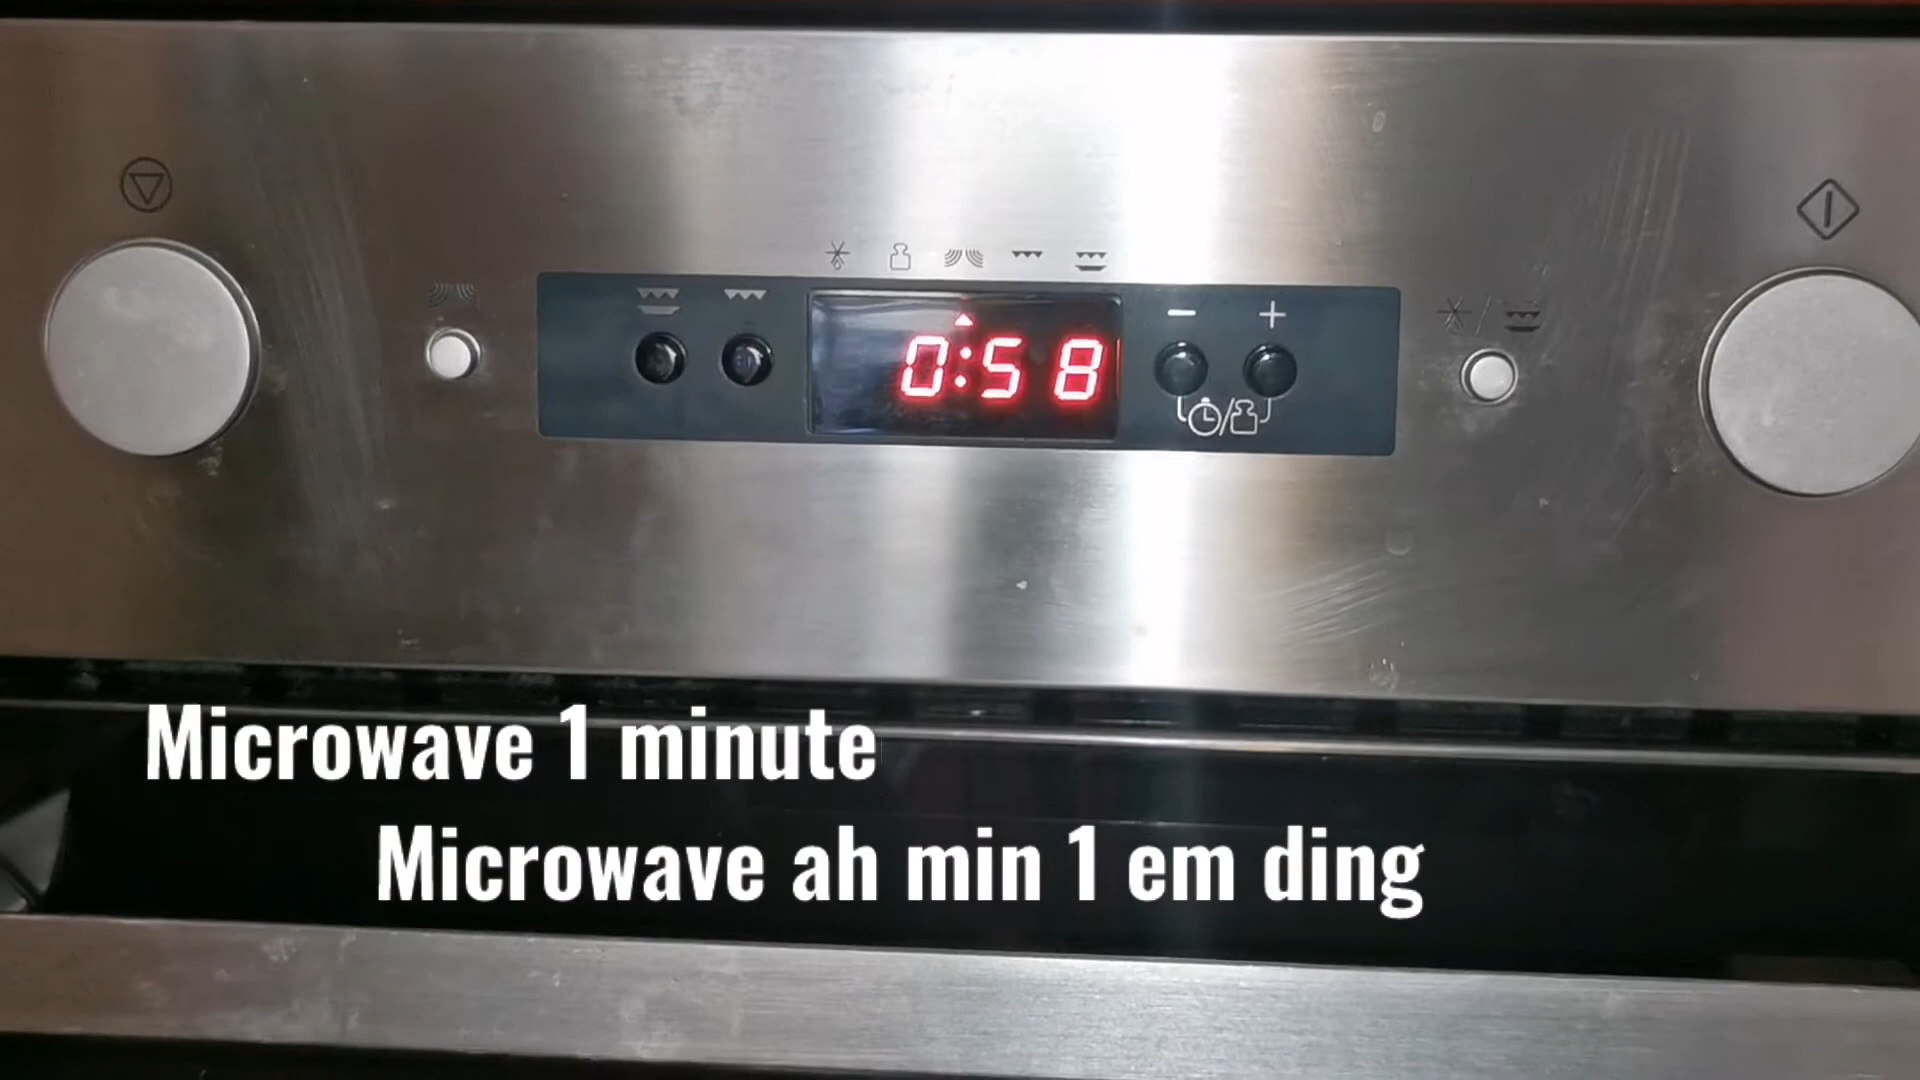 − +
0:58
Microwave 1 minute
Microwave ah min 1 em ding